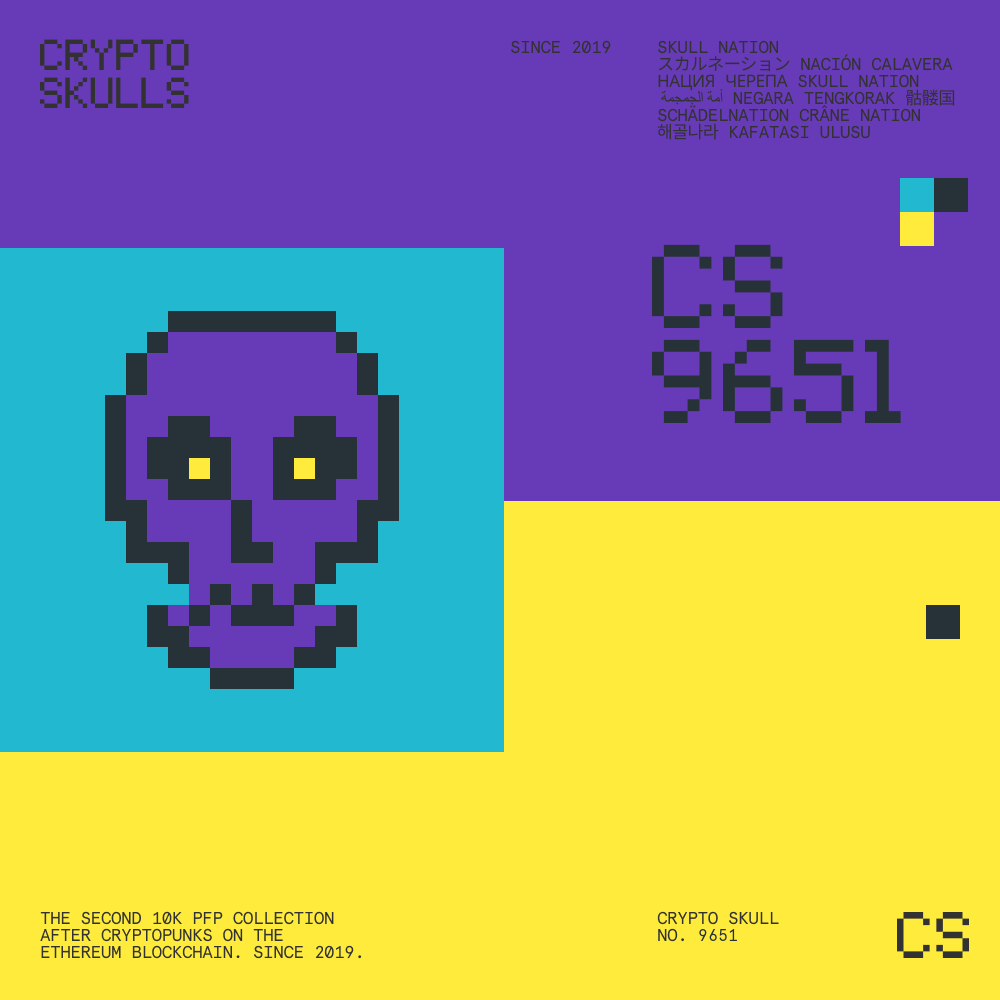 CRYPTO
SKULLS
SINCE 2019
SKULL NATION
スカルネーション NACIÓN CALAVERA
НАЦИЯ ЧЕРЕПА SKULL NATION
أمة الجمجمة NEGARA TENGKORAK 骷髅国
SCHÄDELNATION CRÂNE NATION
해골나라 KAFATASI ULUSU
CS
9651
THE SECOND 10K PFP COLLECTION
AFTER CRYPTOPUNKS ON THE
ETHEREUM BLOCKCHAIN. SINCE 2019.
CRYPTO SKULL
NO. 9651
CS